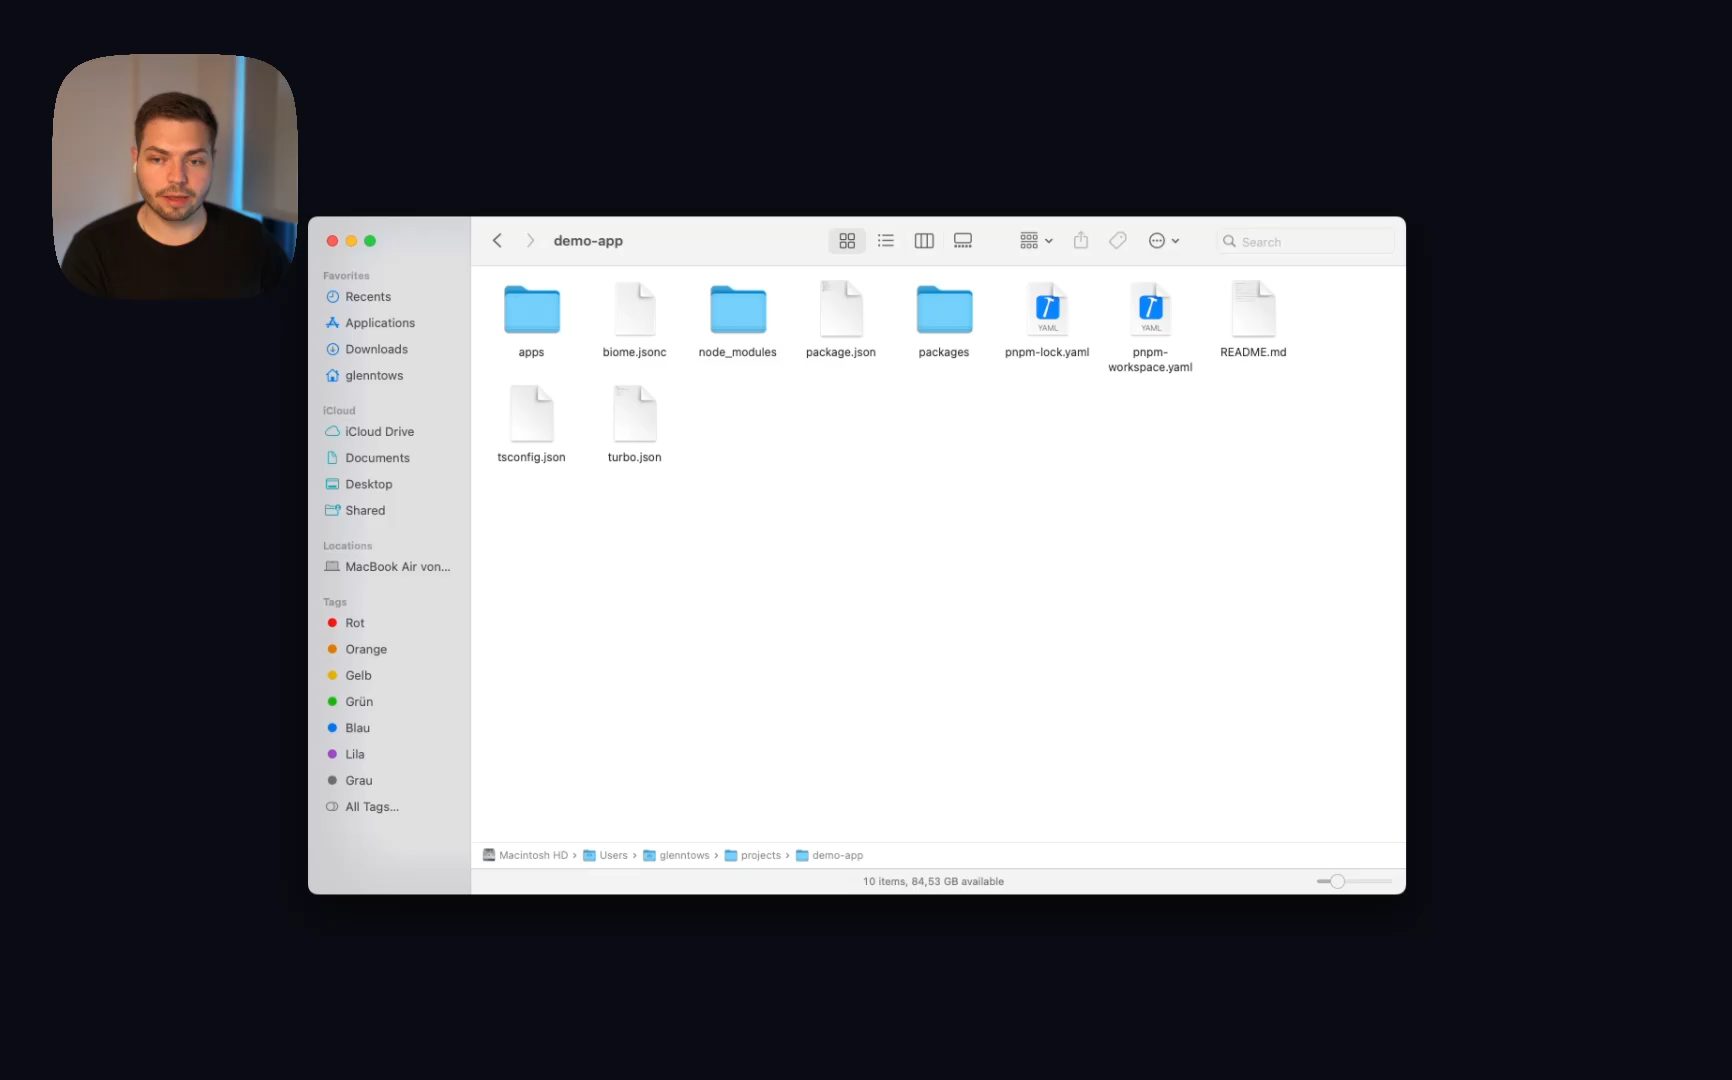 demo-app
Search
Favorites
Recents
Applications
Downloads
glenntows
iCloud
iCloud Drive
Documents
Desktop
Shared
Locations
MacBook Air von...
Tags
Rot
Orange
Gelb
Grün
Blau
Lila
Grau
All Tags...
apps
biome.jsonc
node_modules
package.json
packages
YAML
pnpm-lock.yaml
YAML
pnpm-
workspace.yaml
README.md
tsconfig.json
turbo.json
Macintosh HD › Users › glenntows › projects › demo-app
10 items, 84,53 GB available